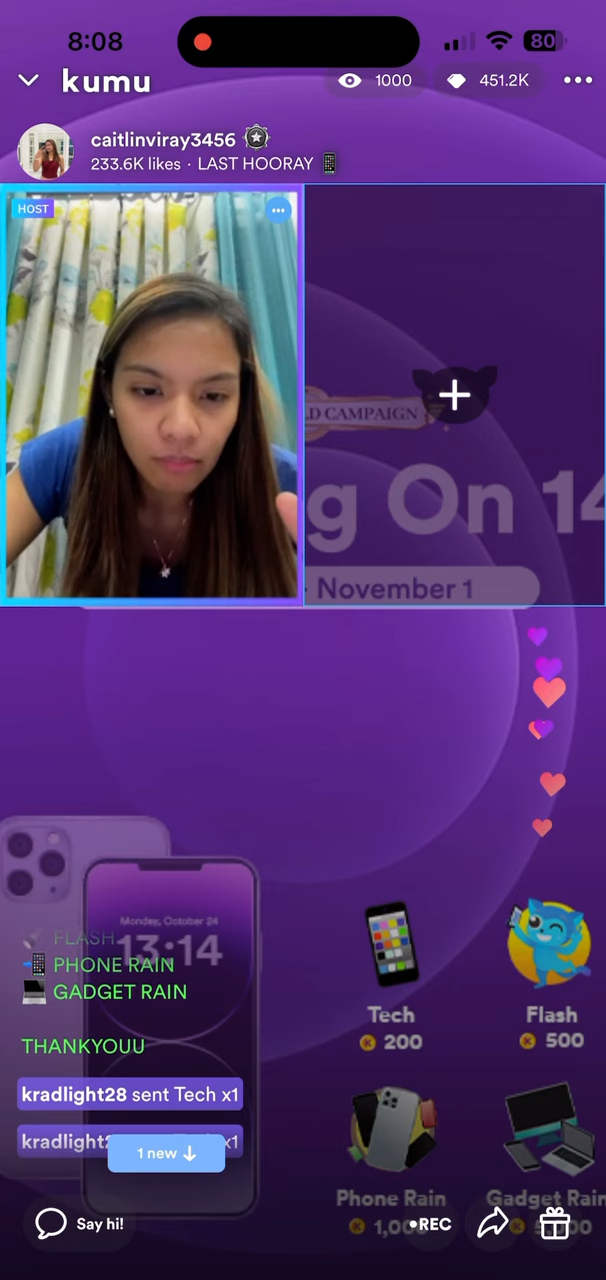 8:08
80
kumu
1000
451.2K
caitlinviray3456
233.6K likes · LAST HOORAY
HOST
D CAMPAIGN
g On 14
November 1
Monday, October 24
13:14
FLASH
PHONE RAIN
GADGET RAIN
THANKYOUU
kradlight28 sent Tech x1
x1
1 new ↓
Tech
200
Flash
500
Phone Rain
Gadget Rain
Say hi!
•REC